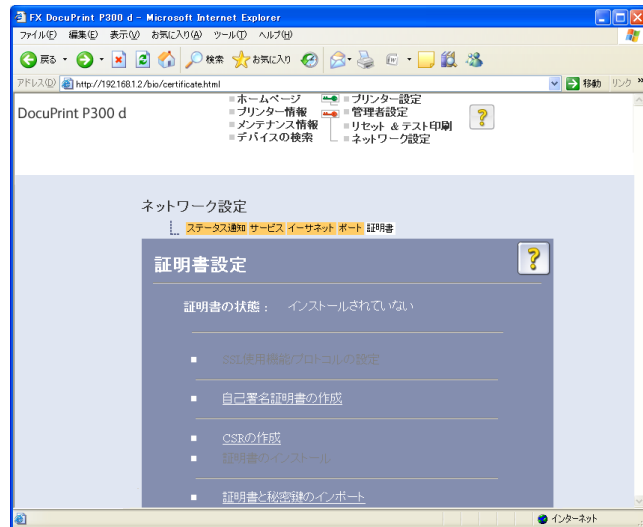 FX DocuPrint P300 d - Microsoft Internet Explorer
ファイル(F) 編集(E) 表示(V) お気に入り(A) ツール(T) ヘルプ(H)
戻る 検索 お気に入り
アドレス(D) http://192.168.1.2/bio/certificate.html 移動 リンク »
DocuPrint P300 d
ホームページ プリンター設定
プリンター情報 管理者設定
メンテナンス情報 リセット & テスト印刷
デバイスの検索 ネットワーク設定
ネットワーク設定
ステータス通知 サービス イーサネット ポート 証明書
証明書設定
証明書の状態： インストールされていない
SSL使用機能/プロトコルの設定
自己署名証明書の作成
CSRの作成
証明書のインストール
証明書と秘密鍵のインポート
インターネット